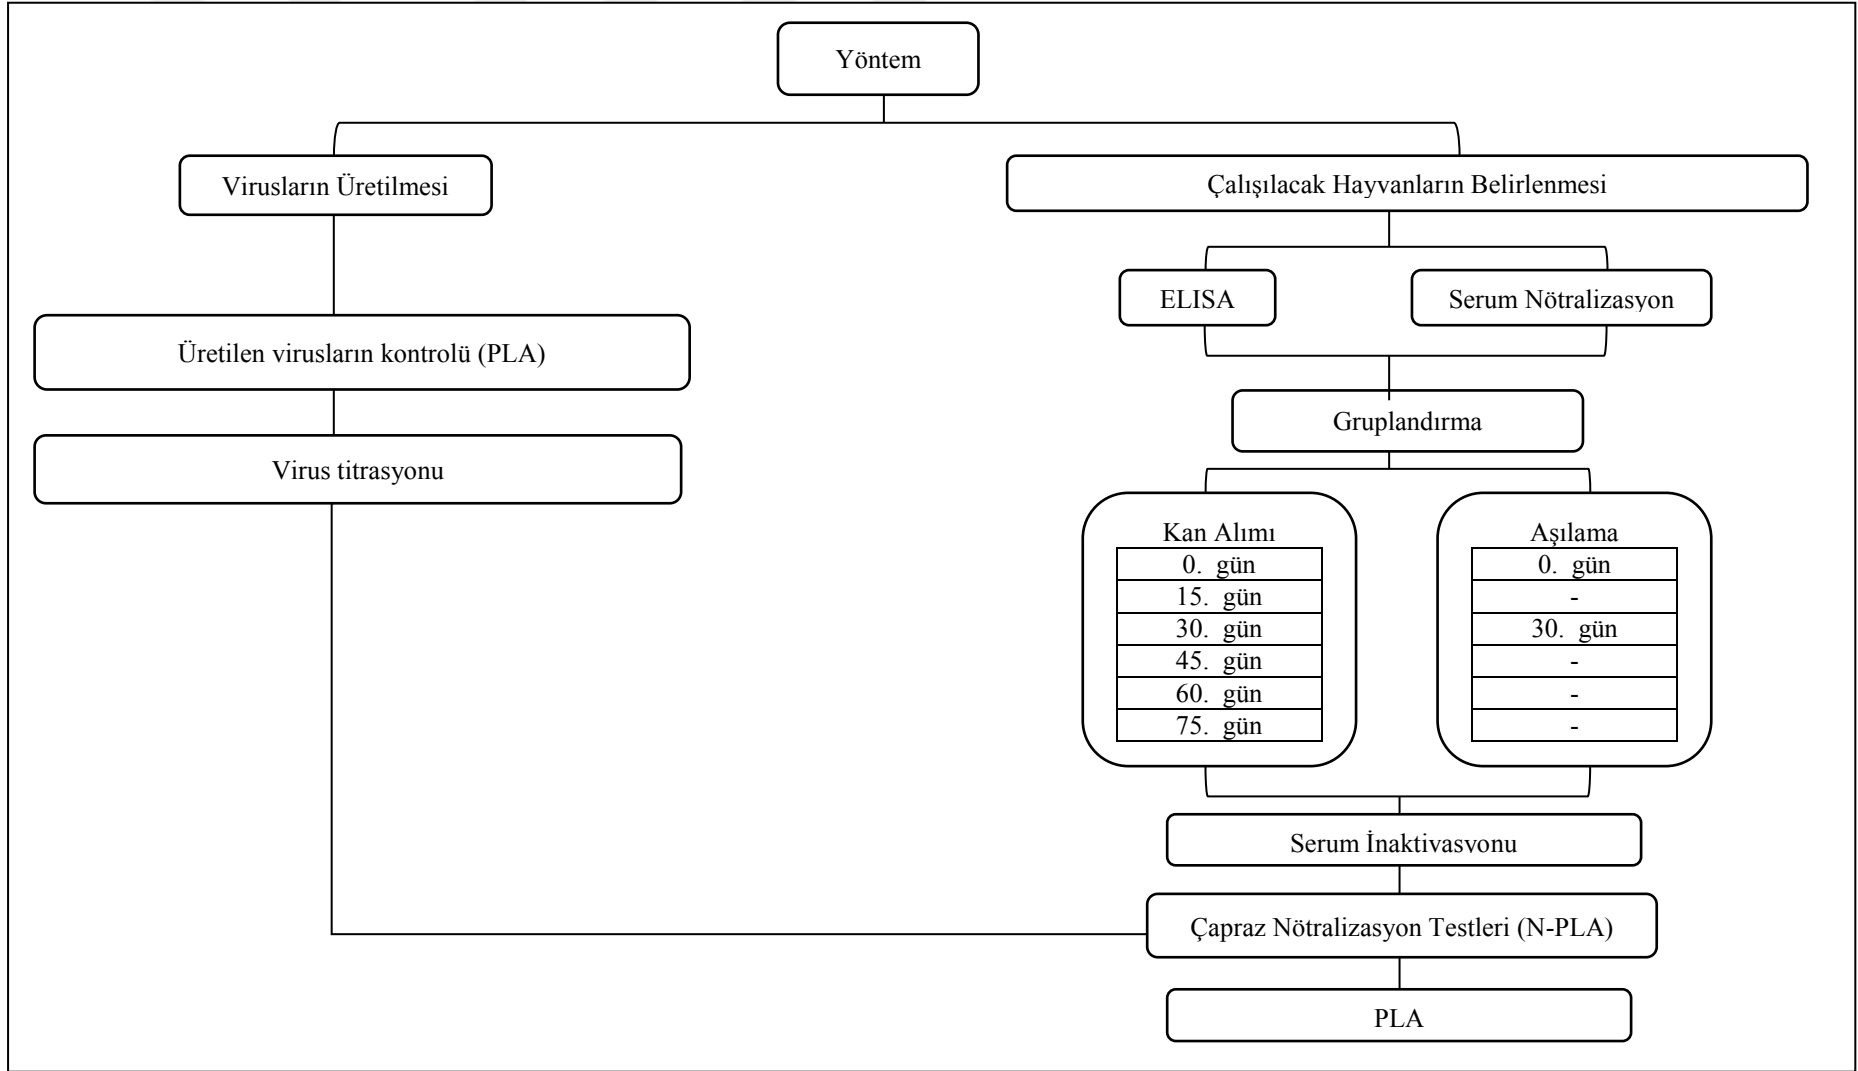 Yöntem
Virusların Üretilmesi
Çalışılacak Hayvanların Belirlenmesi
ELISA
Serum Nötralizasyon
Üretilen virusların kontrolü (PLA)
Gruplandırma
Virus titrasyonu
Kan Alımı
0. gün
15. gün
30. gün
45. gün
60. gün
75. gün
Aşılama
0. gün
-
30. gün
-
-
-
Serum İnaktivasyonu
Çapraz Nötralizasyon Testleri (N-PLA)
PLA